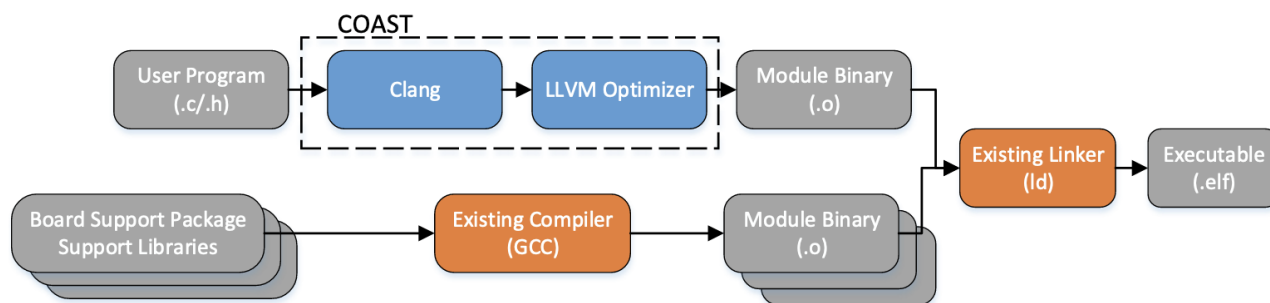 COAST
User Program
(.c/.h)
Clang
LLVM Optimizer
Module Binary
(.o)
Existing Linker
(ld)
Executable
(.elf)
Board Support Package
Support Libraries
Existing Compiler
(GCC)
Module Binary
(.o)